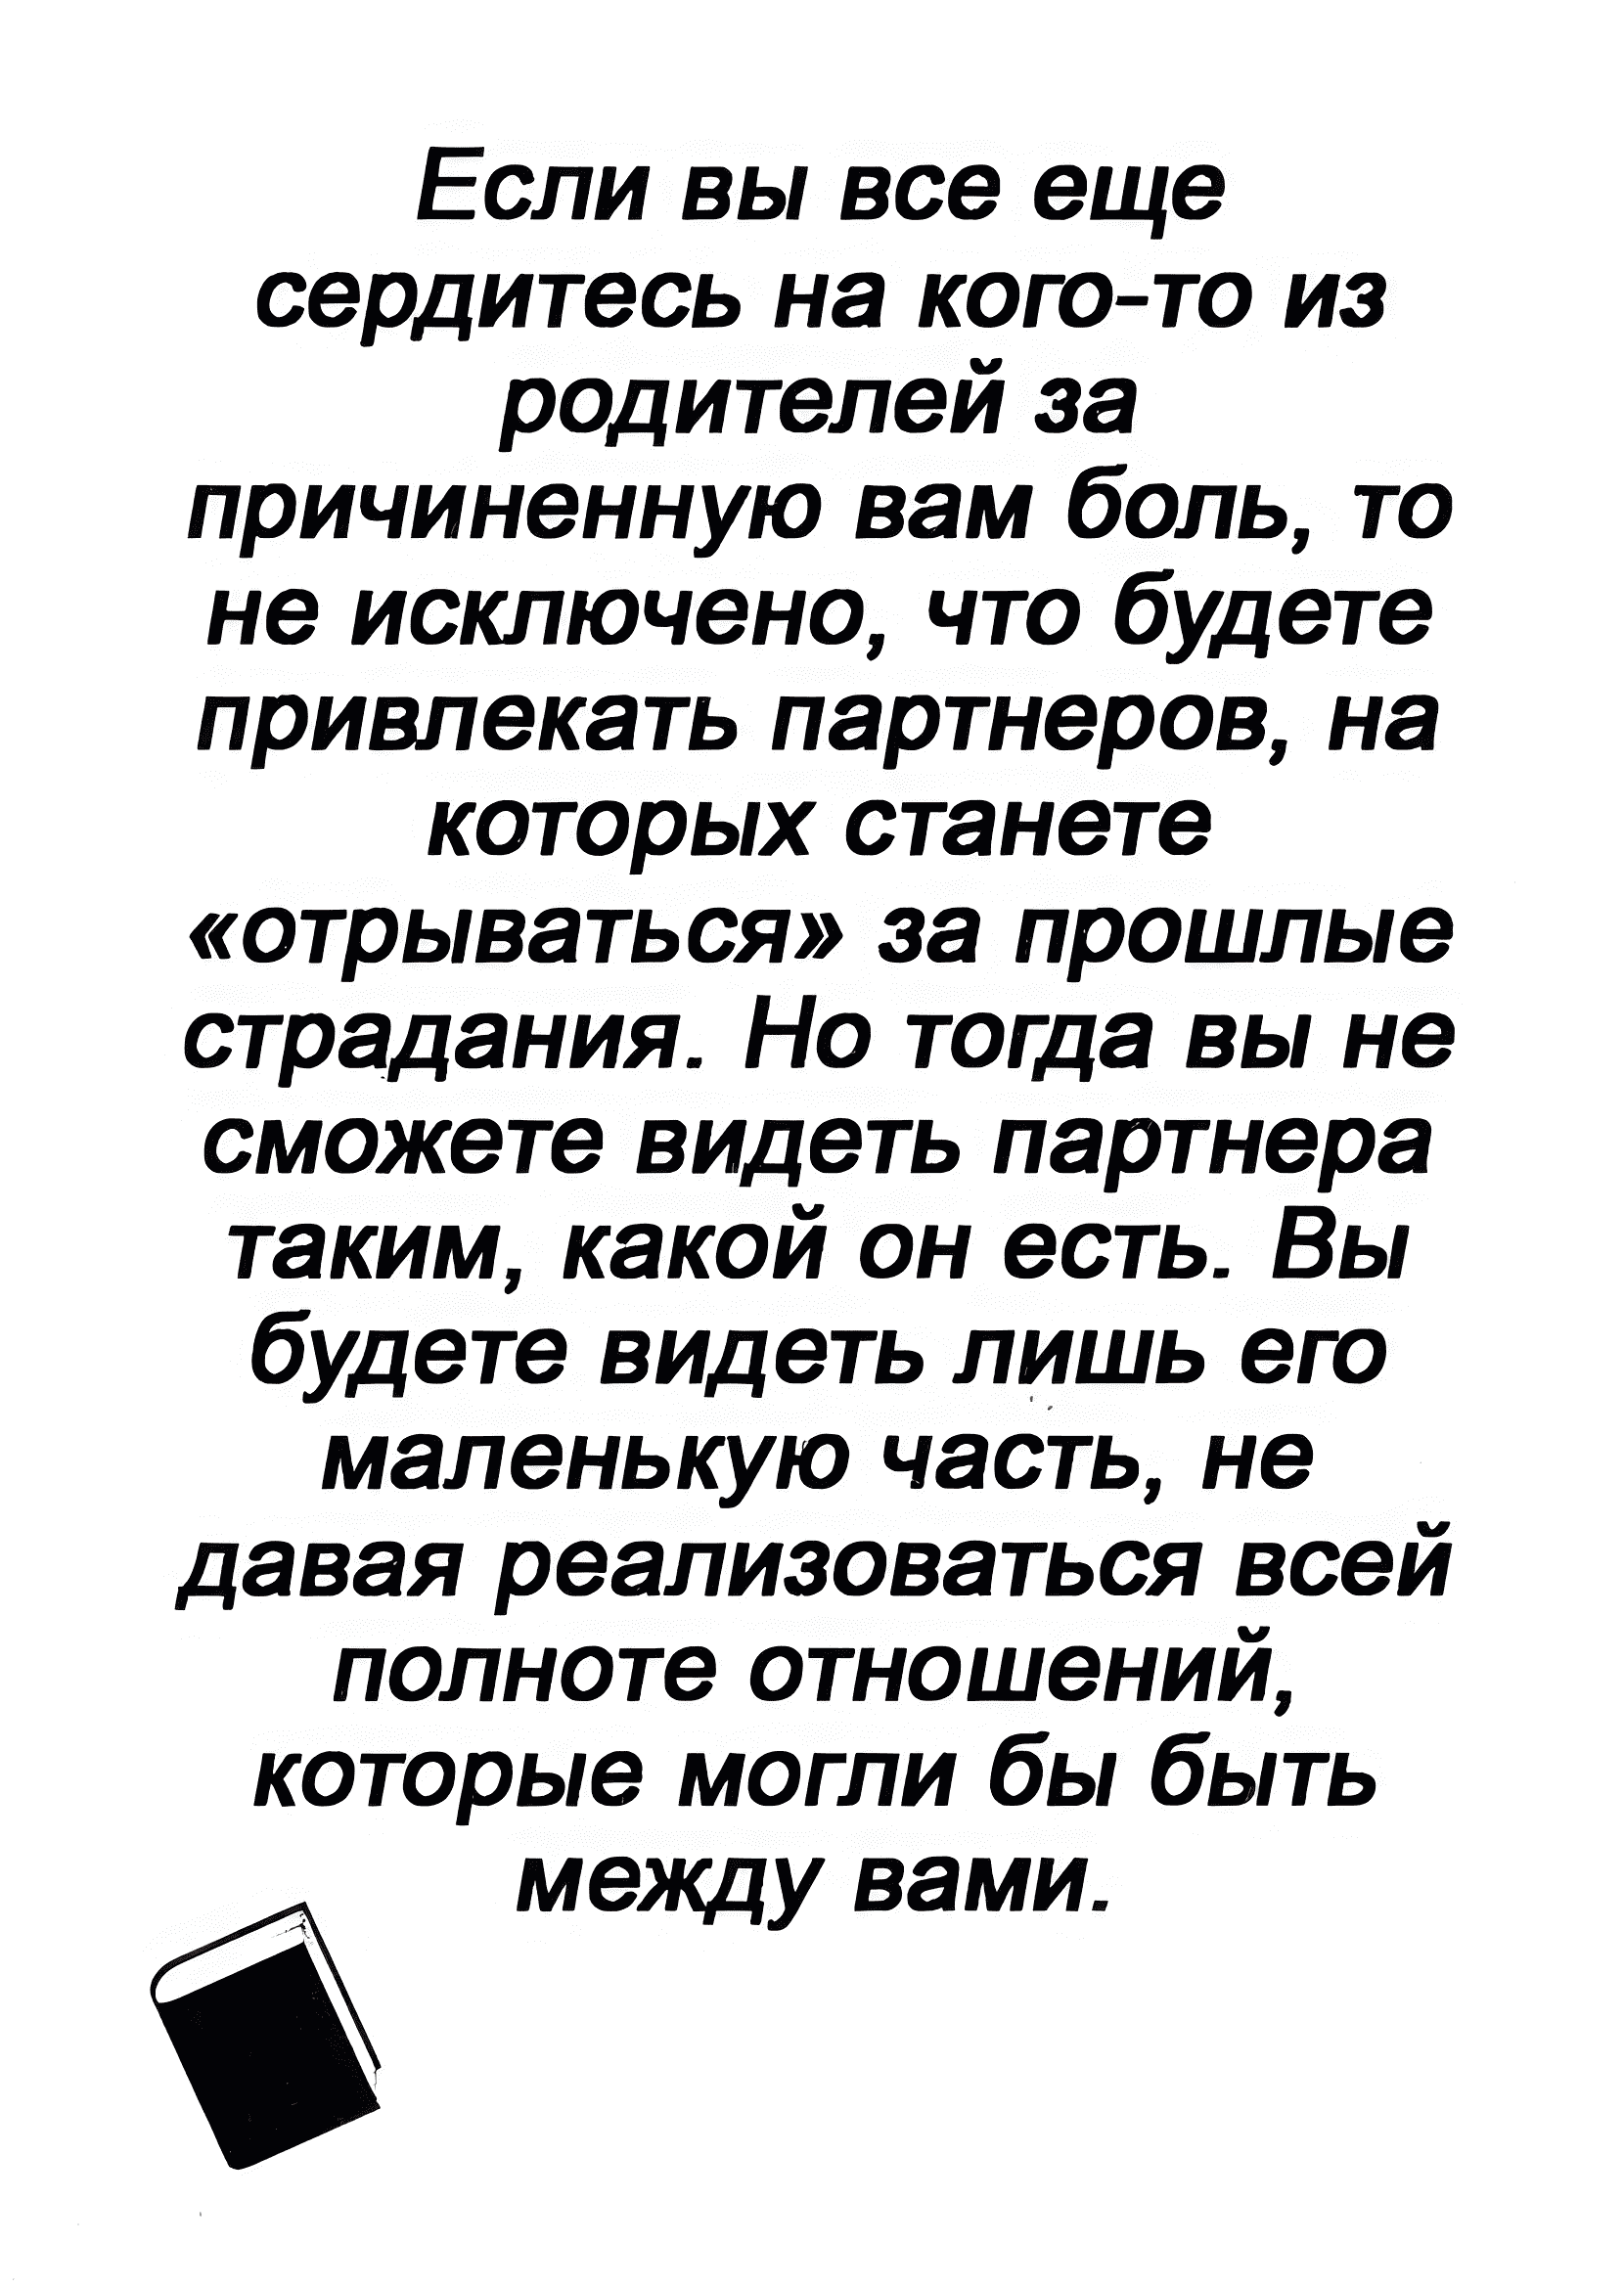 Если вы все еще
сердитесь на кого-то из
родителей за
причиненную вам боль, то
не исключено, что будете
привлекать партнеров, на
которых станете
«отрываться» за прошлые
страдания. Но тогда вы не
сможете видеть партнера
таким, какой он есть. Вы
будете видеть лишь его
маленькую часть, не
давая реализоваться всей
полноте отношений,
которые могли бы быть
между вами.